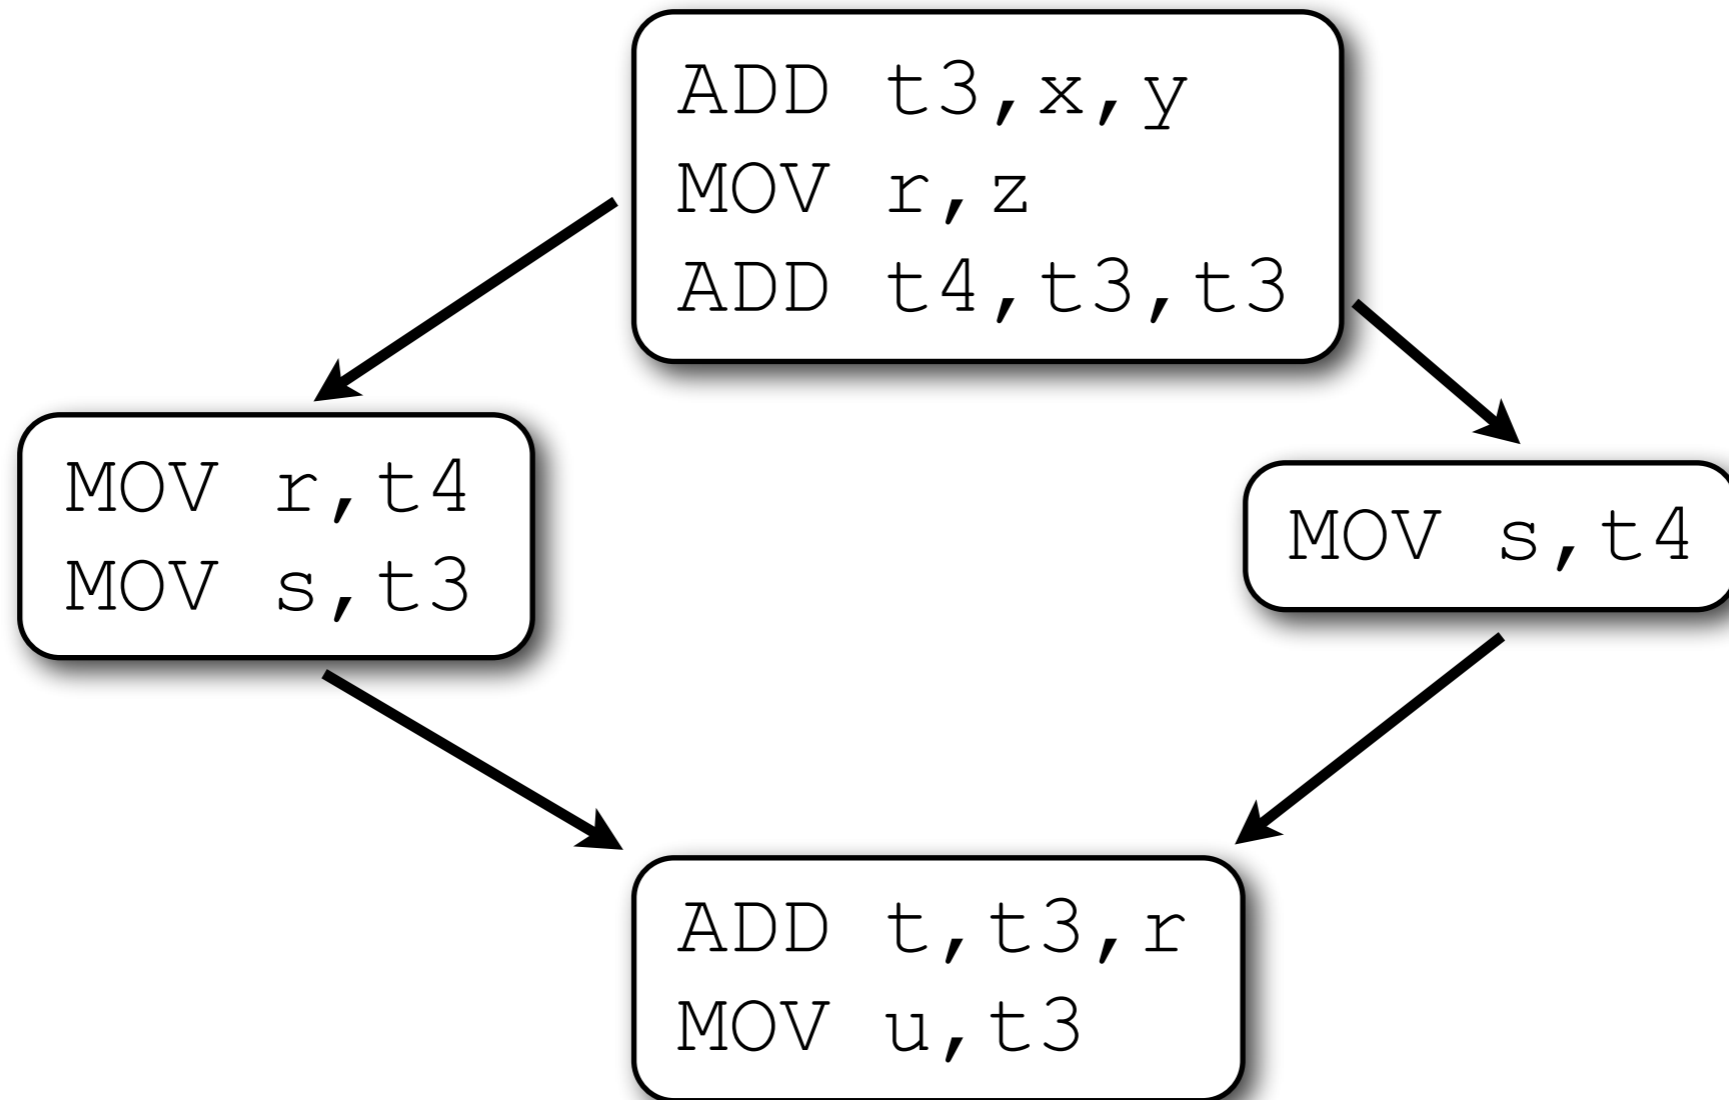 ADD t3,x,y
MOV r,z
ADD t4,t3,t3
MOV r,t4
MOV s,t3
MOV s,t4
ADD t,t3,r
MOV u,t3